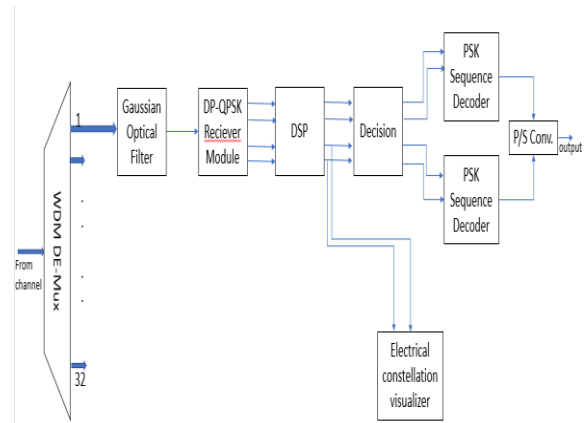 1
Gaussian
Optical
Filter
DP-QPSK
Reciever
Module
DSP
Decision
PSK
Sequence
Decoder
PSK
Sequence
Decoder
P/S Conv.
output
WDM DE-Mux
From
channel
32
Electrical
constellation
visualizer